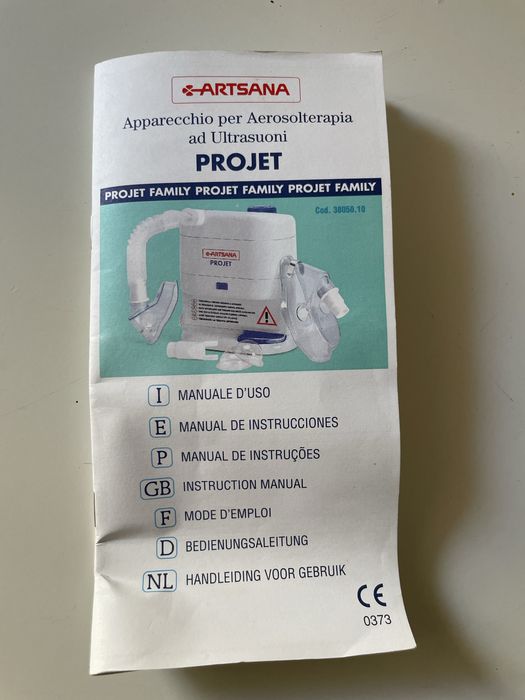 ARTSANA
Apparecchio per Aerosolterapia
ad Ultrasuoni
PROJET
PROJET FAMILY PROJET FAMILY PROJET FAMILY
Cod. 38050.10
ARTSANA
PROJET
I MANUALE D'USO
E MANUAL DE INSTRUCCIONES
P MANUAL DE INSTRUÇÕES
GB INSTRUCTION MANUAL
F MODE D'EMPLOI
D BEDIENUNGSALEITUNG
NL HANDLEIDING VOOR GEBRUIK
CE
0373